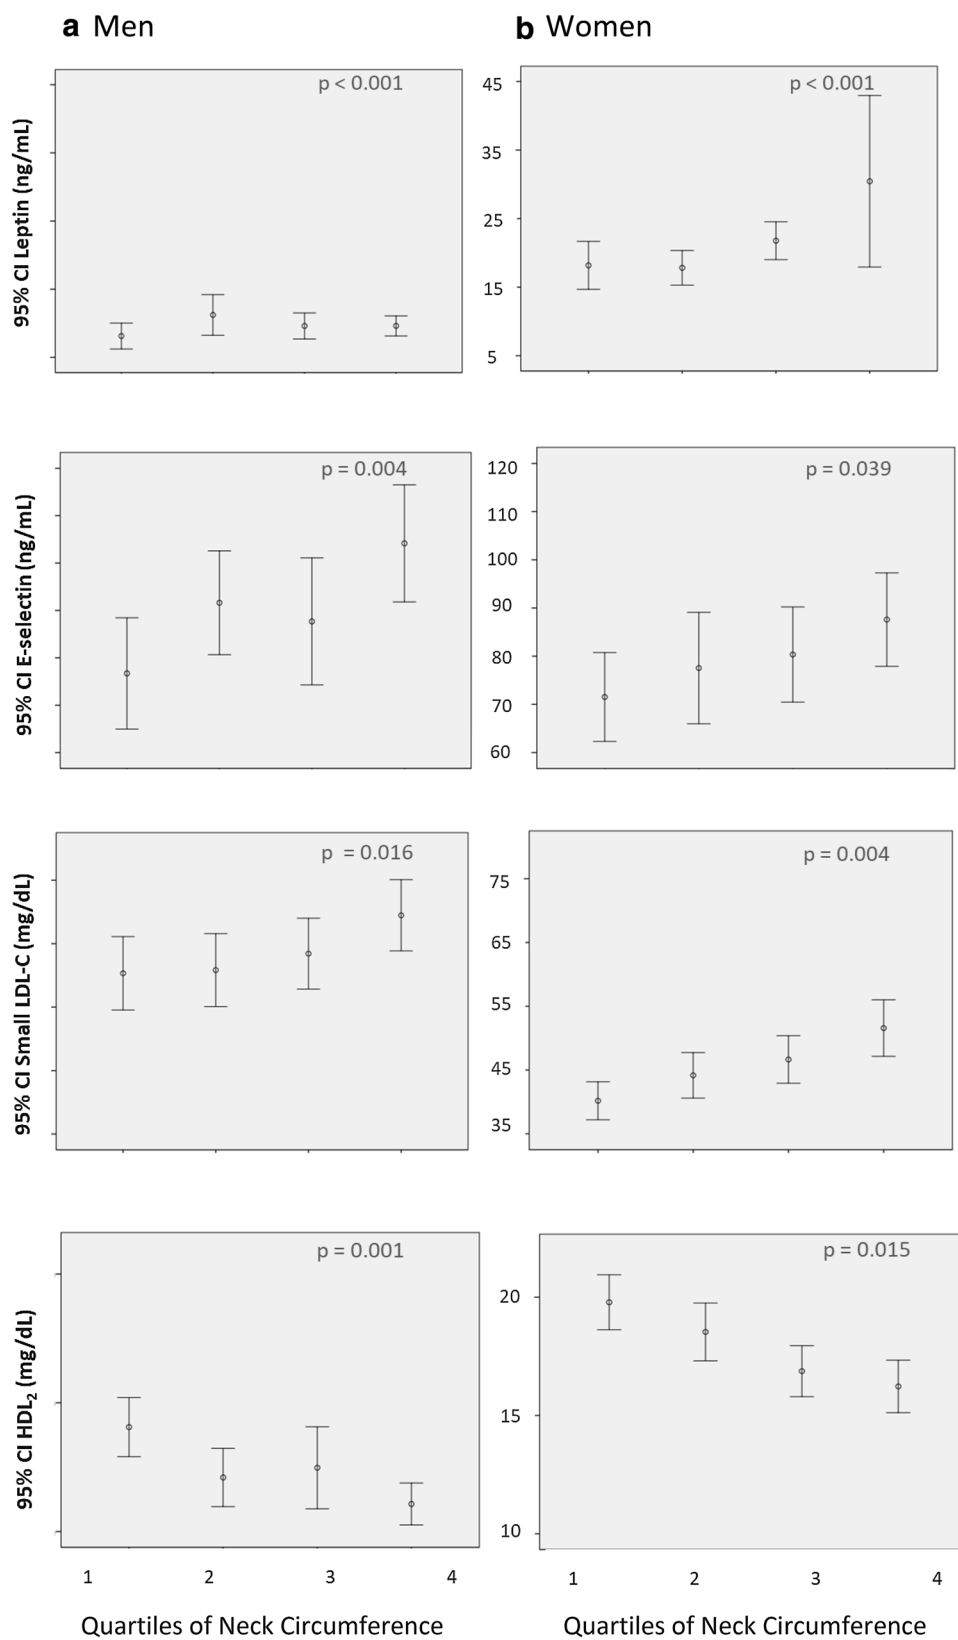 a Men
b Women
95% CI Leptin (ng/mL)
p < 0.001
45
35
25
15
5
p < 0.001
95% CI E-selectin (ng/mL)
p = 0.004
120
110
100
90
80
70
60
p = 0.039
95% CI Small LDL-C (mg/dL)
p = 0.016
75
65
55
45
35
p = 0.004
95% CI HDL2 (mg/dL)
p = 0.001
20
15
10
p = 0.015
1 2 3 4
1 2 3 4
Quartiles of Neck Circumference
Quartiles of Neck Circumference